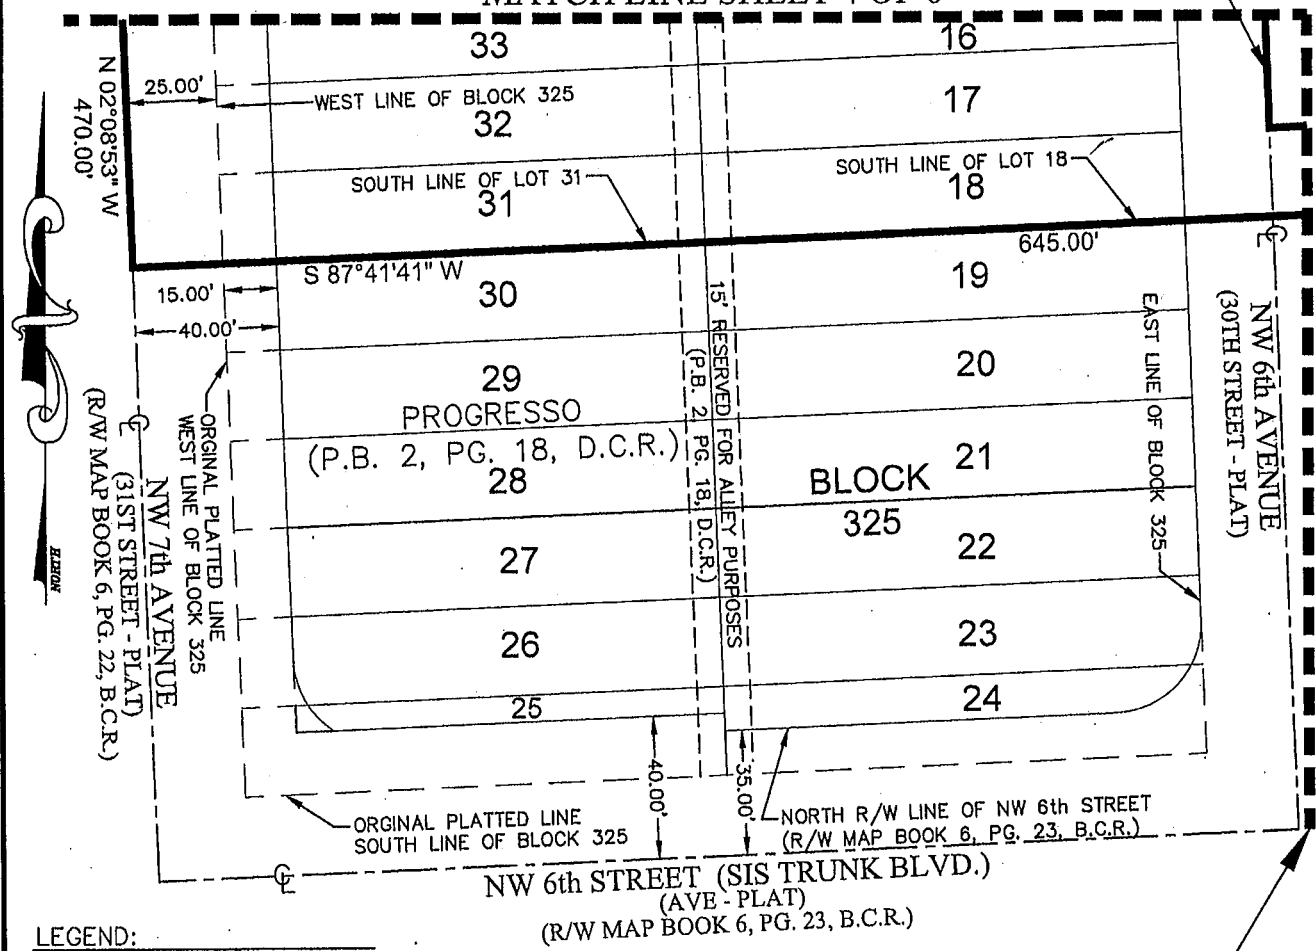 33
16
25.00'
WEST LINE OF BLOCK 325
32
17
N 02°08'53" W
470.00'
SOUTH LINE OF LOT 31
31
SOUTH LINE OF LOT 18
18
645.00'
S 87°41'41" W
30
19
15.00'
40.00'
29
20
PROGRESSO
(P.B. 2, PG. 18, D.C.R.)
28
21
BLOCK
325
27
22
26
23
25
24
15' RESERVED FOR ALLEY PURPOSES
(P.B. 2, PG. 18, D.C.R.)
EAST LINE OF BLOCK 325
NW 6th AVENUE
(30TH STREET - PLAT)
ORGINAL PLATTED LINE
WEST LINE OF BLOCK 325
NW 7th AVENUE
(31ST STREET - PLAT)
(R/W MAP BOOK 6, PG. 22, B.C.R.)
NORTH
40.00'
35.00'
ORGINAL PLATTED LINE
SOUTH LINE OF BLOCK 325
NORTH R/W LINE OF NW 6th STREET
(R/W MAP BOOK 6, PG. 23, B.C.R.)
NW 6th STREET (SIS TRUNK BLVD.)
(AVE - PLAT)
(R/W MAP BOOK 6, PG. 23, B.C.R.)
LEGEND: